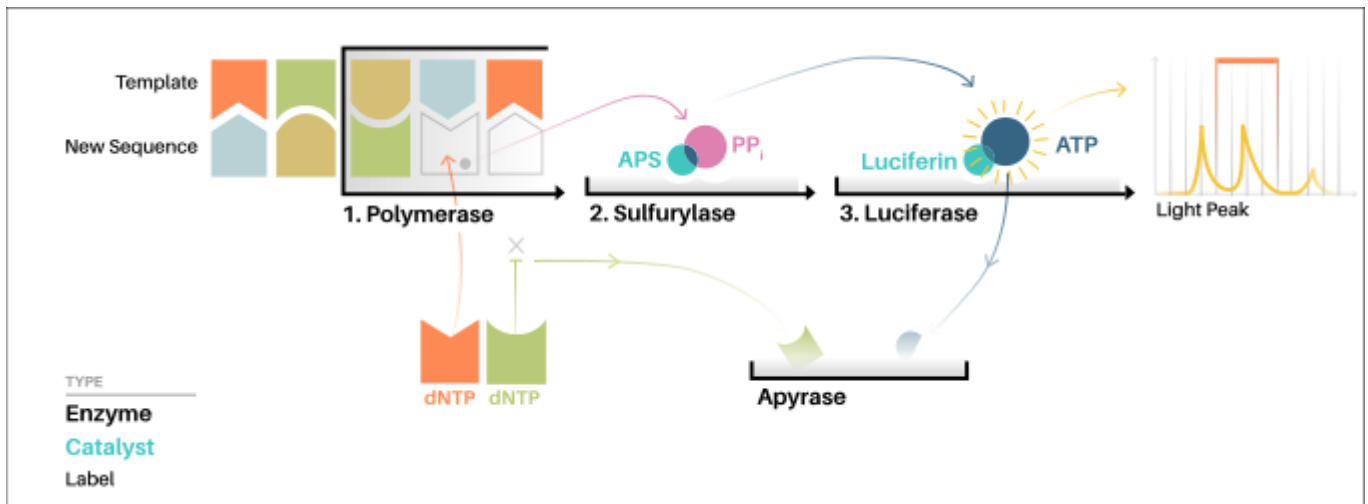 Template
New Sequence
APS
PPi
Luciferin
ATP
1. Polymerase
2. Sulfurylase
3. Luciferase
Light Peak
dNTP
dNTP
Apyrase
TYPE
Enzyme
Catalyst
Label